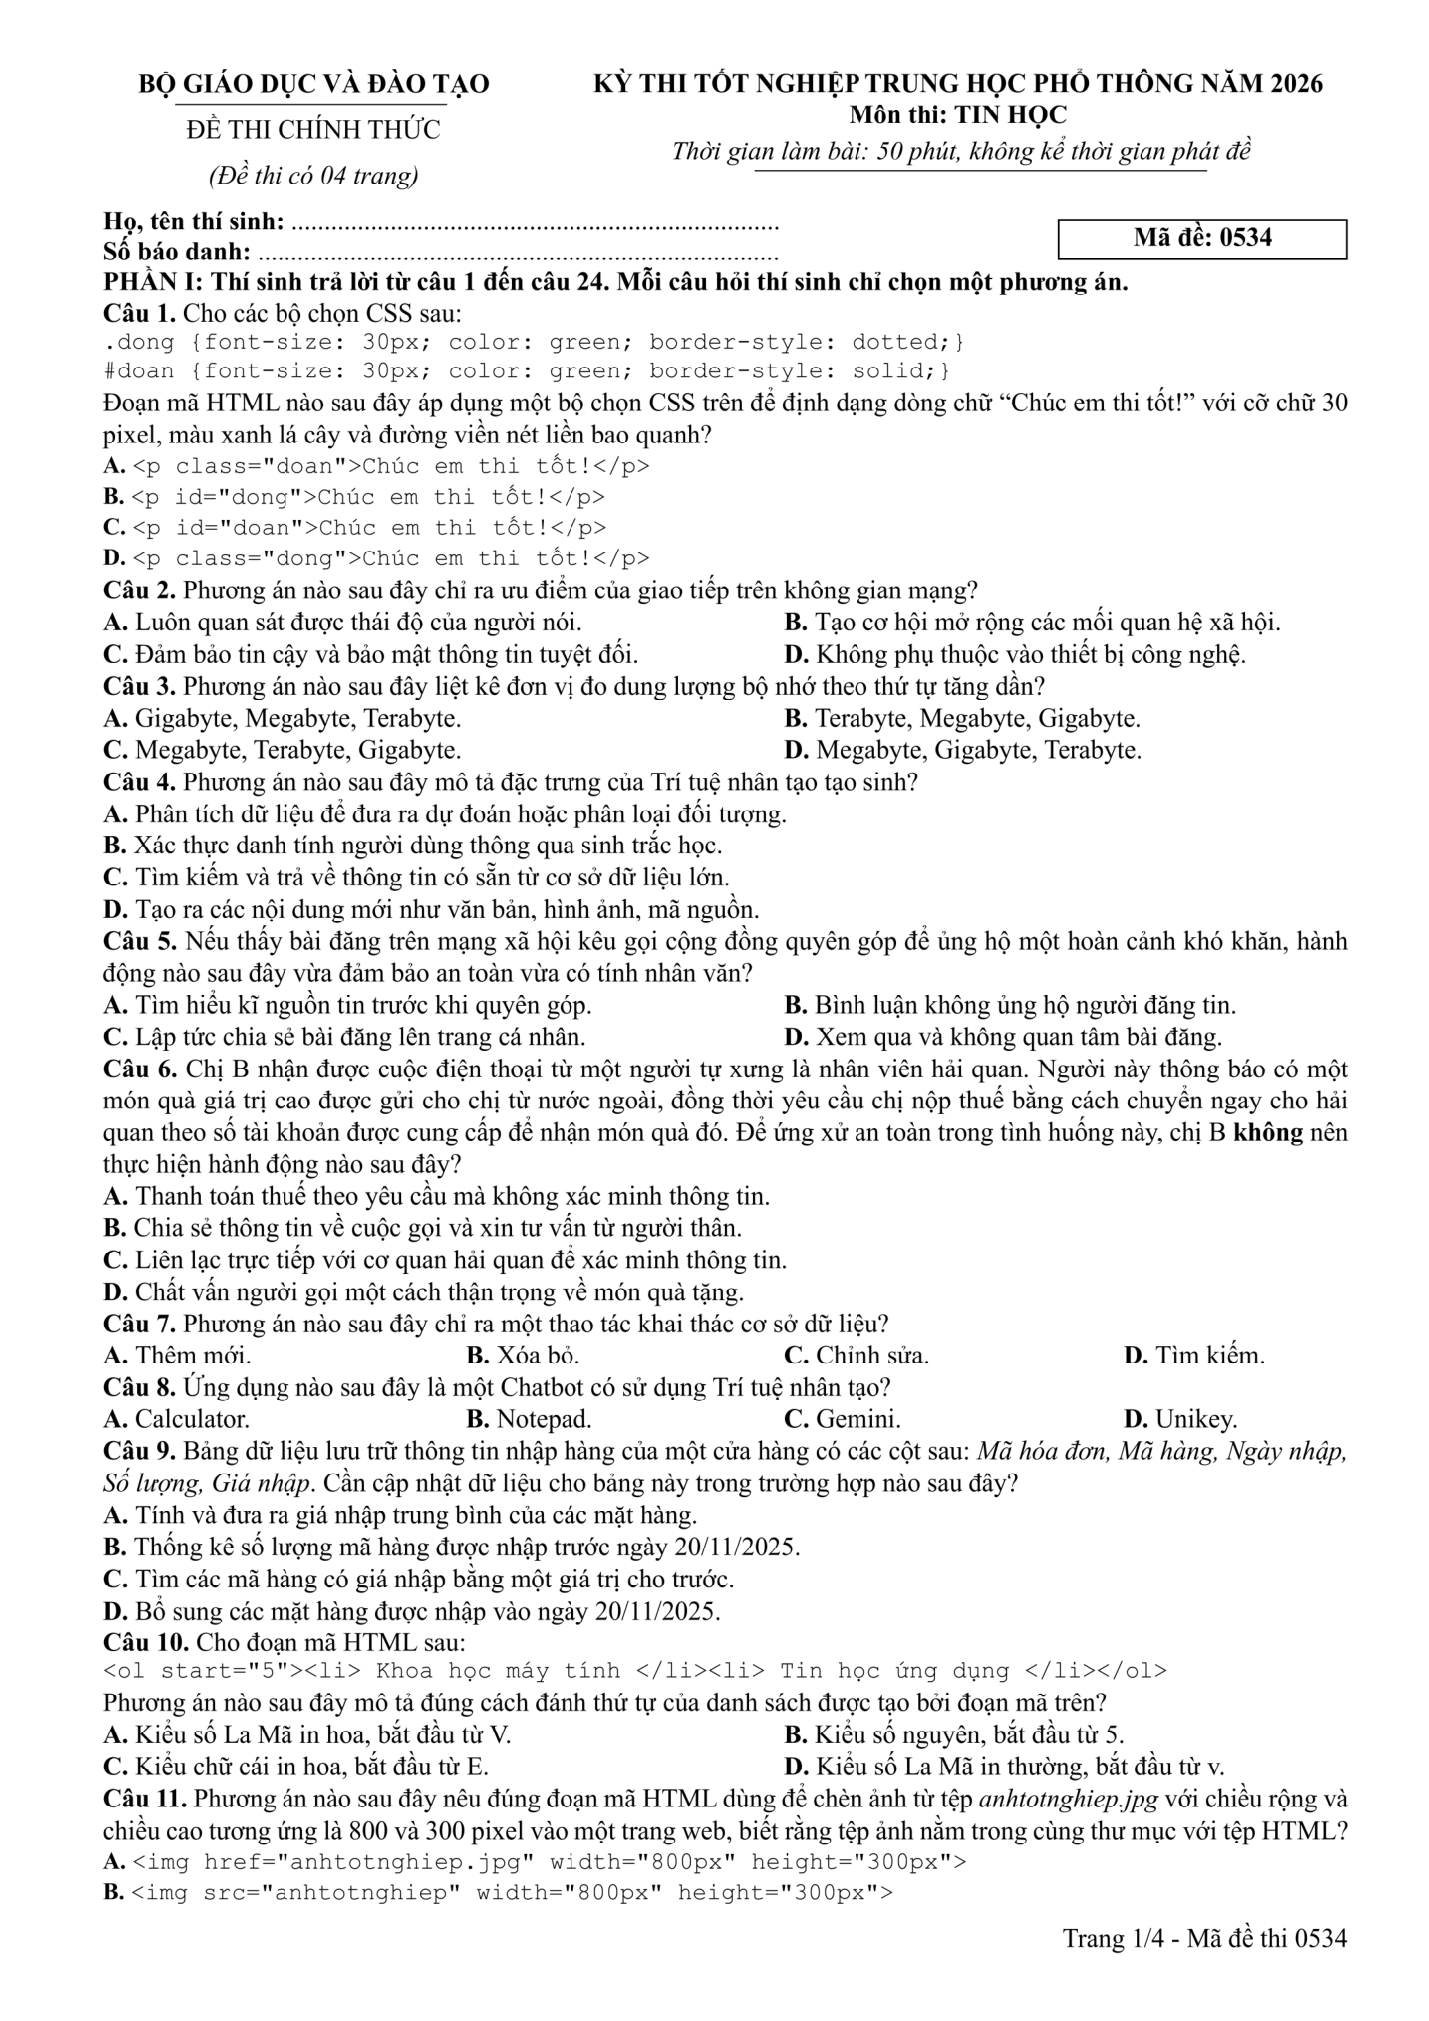 BỘ GIÁO DỤC VÀ ĐÀO TẠO
ĐỀ THI CHÍNH THỨC
(Đề thi có 04 trang)
KỲ THI TỐT NGHIỆP TRUNG HỌC PHỔ THÔNG NĂM 2026
Môn thi: TIN HỌC
Thời gian làm bài: 50 phút, không kể thời gian phát đề
Họ, tên thí sinh: ..........................................................................
Số báo danh: ...............................................................................
Mã đề: 0534
PHẦN I: Thí sinh trả lời từ câu 1 đến câu 24. Mỗi câu hỏi thí sinh chỉ chọn một phương án.
Câu 1. Cho các bộ chọn CSS sau:
.dong {font-size: 30px; color: green; border-style: dotted;}
#doan {font-size: 30px; color: green; border-style: solid;}
Đoạn mã HTML nào sau đây áp dụng một bộ chọn CSS trên để định dạng dòng chữ “Chúc em thi tốt!” với cỡ chữ 30
pixel, màu xanh lá cây và đường viền nét liền bao quanh?
A. <p class="doan">Chúc em thi tốt!</p>
B. <p id="dong">Chúc em thi tốt!</p>
C. <p id="doan">Chúc em thi tốt!</p>
D. <p class="dong">Chúc em thi tốt!</p>
Câu 2. Phương án nào sau đây chỉ ra ưu điểm của giao tiếp trên không gian mạng?
A. Luôn quan sát được thái độ của người nói. B. Tạo cơ hội mở rộng các mối quan hệ xã hội.
C. Đảm bảo tin cậy và bảo mật thông tin tuyệt đối. D. Không phụ thuộc vào thiết bị công nghệ.
Câu 3. Phương án nào sau đây liệt kê đơn vị đo dung lượng bộ nhớ theo thứ tự tăng dần?
A. Gigabyte, Megabyte, Terabyte. B. Terabyte, Megabyte, Gigabyte.
C. Megabyte, Terabyte, Gigabyte. D. Megabyte, Gigabyte, Terabyte.
Câu 4. Phương án nào sau đây mô tả đặc trưng của Trí tuệ nhân tạo tạo sinh?
A. Phân tích dữ liệu để đưa ra dự đoán hoặc phân loại đối tượng.
B. Xác thực danh tính người dùng thông qua sinh trắc học.
C. Tìm kiếm và trả về thông tin có sẵn từ cơ sở dữ liệu lớn.
D. Tạo ra các nội dung mới như văn bản, hình ảnh, mã nguồn.
Câu 5. Nếu thấy bài đăng trên mạng xã hội kêu gọi cộng đồng quyên góp để ủng hộ một hoàn cảnh khó khăn, hành
động nào sau đây vừa đảm bảo an toàn vừa có tính nhân văn?
A. Tìm hiểu kĩ nguồn tin trước khi quyên góp. B. Bình luận không ủng hộ người đăng tin.
C. Lập tức chia sẻ bài đăng lên trang cá nhân. D. Xem qua và không quan tâm bài đăng.
Câu 6. Chị B nhận được cuộc điện thoại từ một người tự xưng là nhân viên hải quan. Người này thông báo có một
món quà giá trị cao được gửi cho chị từ nước ngoài, đồng thời yêu cầu chị nộp thuế bằng cách chuyển ngay cho hải
quan theo số tài khoản được cung cấp để nhận món quà đó. Để ứng xử an toàn trong tình huống này, chị B không nên
thực hiện hành động nào sau đây?
A. Thanh toán thuế theo yêu cầu mà không xác minh thông tin.
B. Chia sẻ thông tin về cuộc gọi và xin tư vấn từ người thân.
C. Liên lạc trực tiếp với cơ quan hải quan để xác minh thông tin.
D. Chất vấn người gọi một cách thận trọng về món quà tặng.
Câu 7. Phương án nào sau đây chỉ ra một thao tác khai thác cơ sở dữ liệu?
A. Thêm mới. B. Xóa bỏ. C. Chỉnh sửa. D. Tìm kiếm.
Câu 8. Ứng dụng nào sau đây là một Chatbot có sử dụng Trí tuệ nhân tạo?
A. Calculator. B. Notepad. C. Gemini. D. Unikey.
Câu 9. Bảng dữ liệu lưu trữ thông tin nhập hàng của một cửa hàng có các cột sau: Mã hóa đơn, Mã hàng, Ngày nhập,
Số lượng, Giá nhập. Cần cập nhật dữ liệu cho bảng này trong trường hợp nào sau đây?
A. Tính và đưa ra giá nhập trung bình của các mặt hàng.
B. Thống kê số lượng mã hàng được nhập trước ngày 20/11/2025.
C. Tìm các mã hàng có giá nhập bằng một giá trị cho trước.
D. Bổ sung các mặt hàng được nhập vào ngày 20/11/2025.
Câu 10. Cho đoạn mã HTML sau:
<ol start="5"><li> Khoa học máy tính </li><li> Tin học ứng dụng </li></ol>
Phương án nào sau đây mô tả đúng cách đánh thứ tự của danh sách được tạo bởi đoạn mã trên?
A. Kiểu số La Mã in hoa, bắt đầu từ V. B. Kiểu số nguyên, bắt đầu từ 5.
C. Kiểu chữ cái in hoa, bắt đầu từ E. D. Kiểu số La Mã in thường, bắt đầu từ v.
Câu 11. Phương án nào sau đây nêu đúng đoạn mã HTML dùng để chèn ảnh từ tệp anhtotnghiep.jpg với chiều rộng và
chiều cao tương ứng là 800 và 300 pixel vào một trang web, biết rằng tệp ảnh nằm trong cùng thư mục với tệp HTML?
A. <img href="anhtotnghiep.jpg" width="800px" height="300px">
B. <img src="anhtotnghiep" width="800px" height="300px">
Trang 1/4 - Mã đề thi 0534